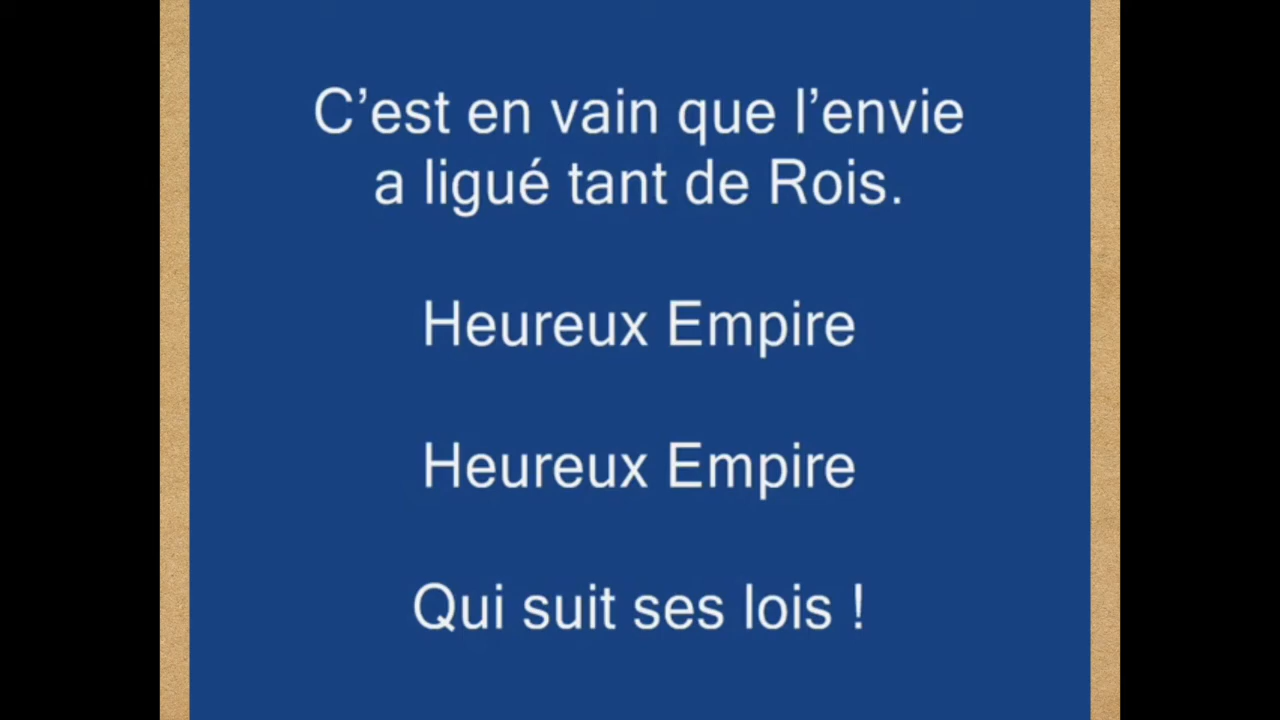 C’est en vain que l’envie
a ligué tant de Rois.
Heureux Empire
Heureux Empire
Qui suit ses lois !